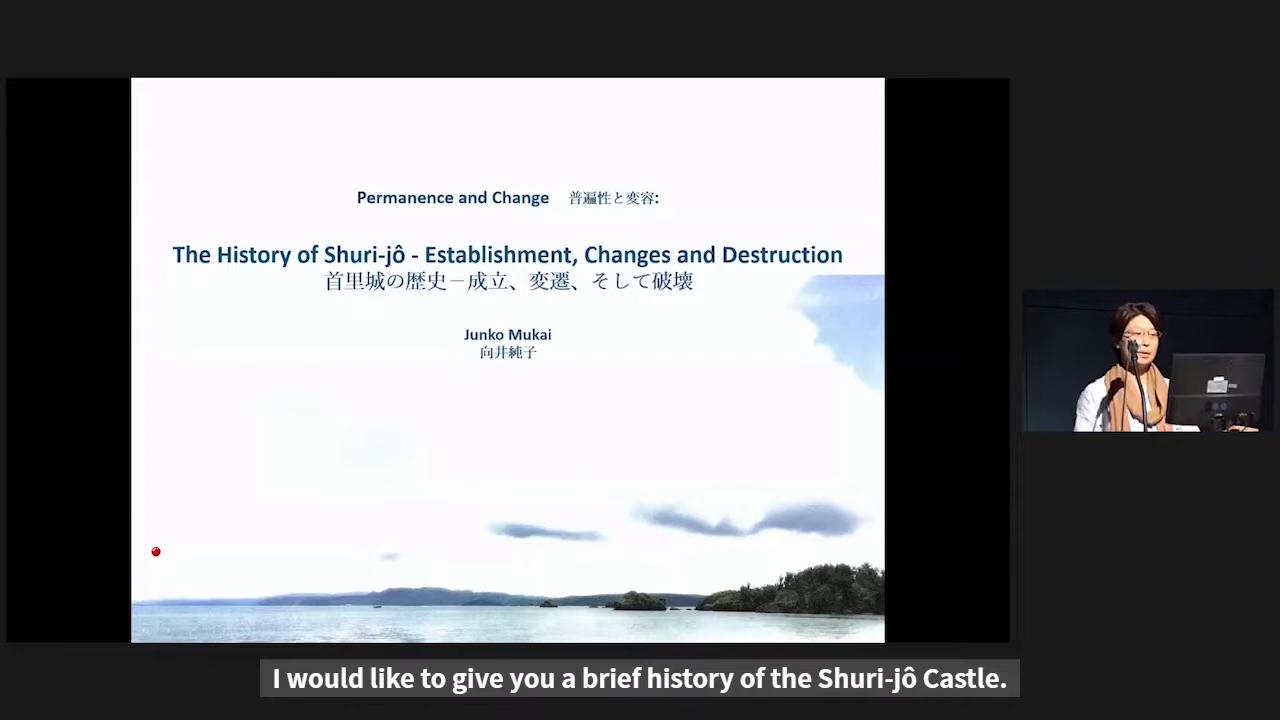 Permanence and Change 普遍性と変容:
The History of Shuri-jô - Establishment, Changes and Destruction
首里城の歴史－成立、変遷、そして破壊
Junko Mukai
向井純子
I would like to give you a brief history of the Shuri-jô Castle.